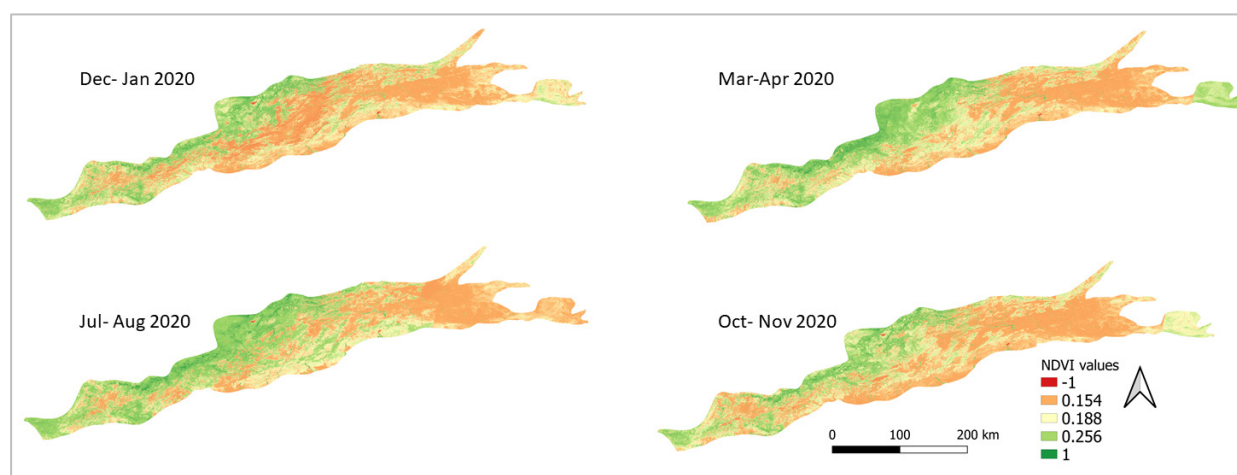 Dec- Jan 2020
Mar-Apr 2020
Jul- Aug 2020
Oct- Nov 2020
NDVI values
-1
0.154
0.188
0.256
1
0 100 200 km